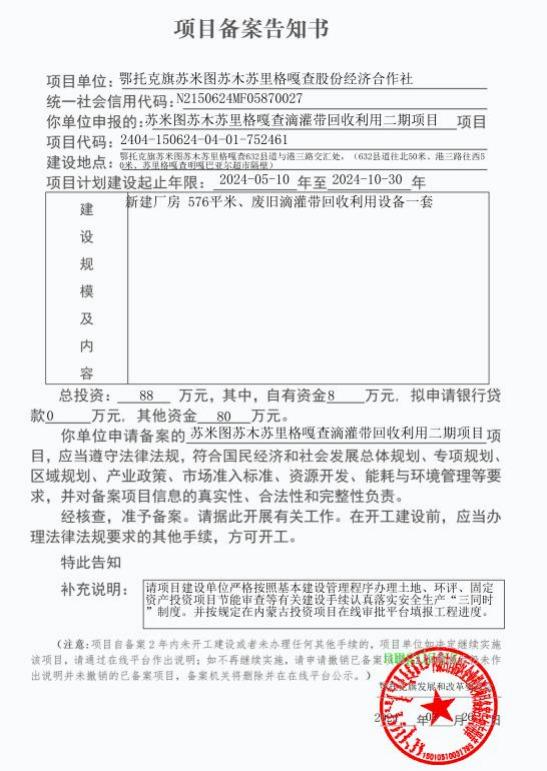 项目备案告知书
项目单位：鄂托克旗苏米图苏木苏里格嘎查股份经济合作社
统一社会信用代码：N2150624MF05870027
你单位申报的：苏米图苏木苏里格嘎查滴灌带回收利用二期项目 项目
项目代码：2404-150624-04-01-752461
建设地点：鄂托克旗苏米图苏木苏里格嘎查632县道与港三路交汇处，（632县道往北50米、港三路往西5
0米，苏里格嘎查明嘎巴亚尔超市隔壁）
项目计划建设起止年限：2024-05-10 年至 2024-10-30 年
建设规模及内容
新建厂房 576平米、废旧滴灌带回收利用设备一套
总投资： 88 万元，其中，自有资金8 万元，拟申请银行贷
款0 万元，其他资金 80 万元。
你单位申请备案的 苏米图苏木苏里格嘎查滴灌带回收利用二期项目项
目，应当遵守法律法规，符合国民经济和社会发展总体规划、专项规划、
区域规划、产业政策、市场准入标准、资源开发、能耗与环境管理等要
求，并对备案项目信息的真实性、合法性和完整性负责。
经核查，准予备案。请据此开展有关工作。在开工建设前，应当办
理法律法规要求的其他手续，方可开工。
特此告知
补充说明：
请项目建设单位严格按照基本建设管理程序办理土地、环评、固定
资产投资项目节能审查等有关建设手续认真落实安全生产“三同时
”制度。并按规定在内蒙古投资项目在线审批平台填报工程进度。
（注意：项目自备案2年内未开工建设或者未办理任何其他手续的，项目单位如决定继续实施
该项目，请通过在线平台作出说明；如不再继续实施，请申请撤销已备案
出说明并未撤销的已备案项目，备案机关将删除并在在线平台公示。）
鄂托克旗发展和改革
年 月 日